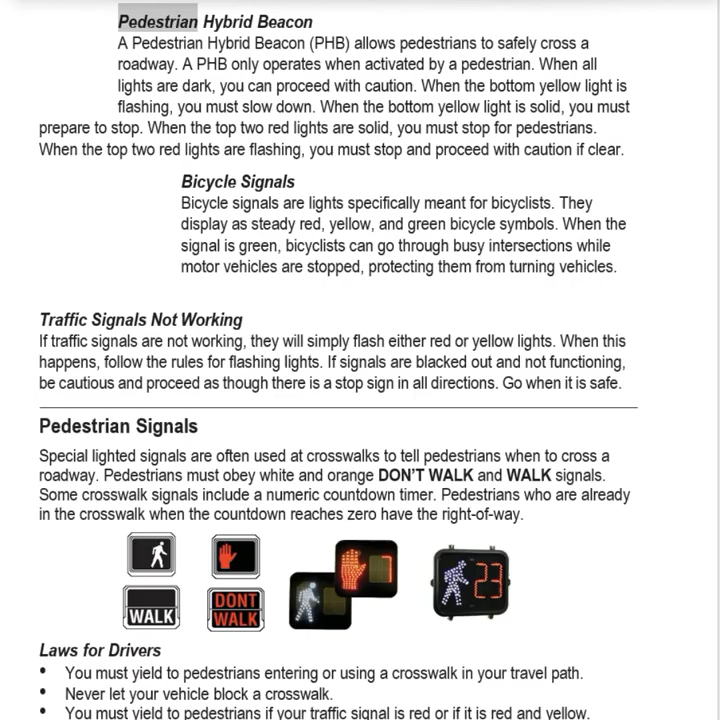 Pedestrian Hybrid Beacon
A Pedestrian Hybrid Beacon (PHB) allows pedestrians to safely cross a
roadway. A PHB only operates when activated by a pedestrian. When all
lights are dark, you can proceed with caution. When the bottom yellow light is
flashing, you must slow down. When the bottom yellow light is solid, you must
prepare to stop. When the top two red lights are solid, you must stop for pedestrians.
When the top two red lights are flashing, you must stop and proceed with caution if clear.
Bicycle Signals
Bicycle signals are lights specifically meant for bicyclists. They
display as steady red, yellow, and green bicycle symbols. When the
signal is green, bicyclists can go through busy intersections while
motor vehicles are stopped, protecting them from turning vehicles.
Traffic Signals Not Working
If traffic signals are not working, they will simply flash either red or yellow lights. When this
happens, follow the rules for flashing lights. If signals are blacked out and not functioning,
be cautious and proceed as though there is a stop sign in all directions. Go when it is safe.
Pedestrian Signals
Special lighted signals are often used at crosswalks to tell pedestrians when to cross a
roadway. Pedestrians must obey white and orange DON'T WALK and WALK signals.
Some crosswalk signals include a numeric countdown timer. Pedestrians who are already
in the crosswalk when the countdown reaches zero have the right-of-way.
WALK
DONT
WALK
1
23
Laws for Drivers
• You must yield to pedestrians entering or using a crosswalk in your travel path.
• Never let your vehicle block a crosswalk.
• You must yield to pedestrians if your traffic signal is red or if it is red and yellow.